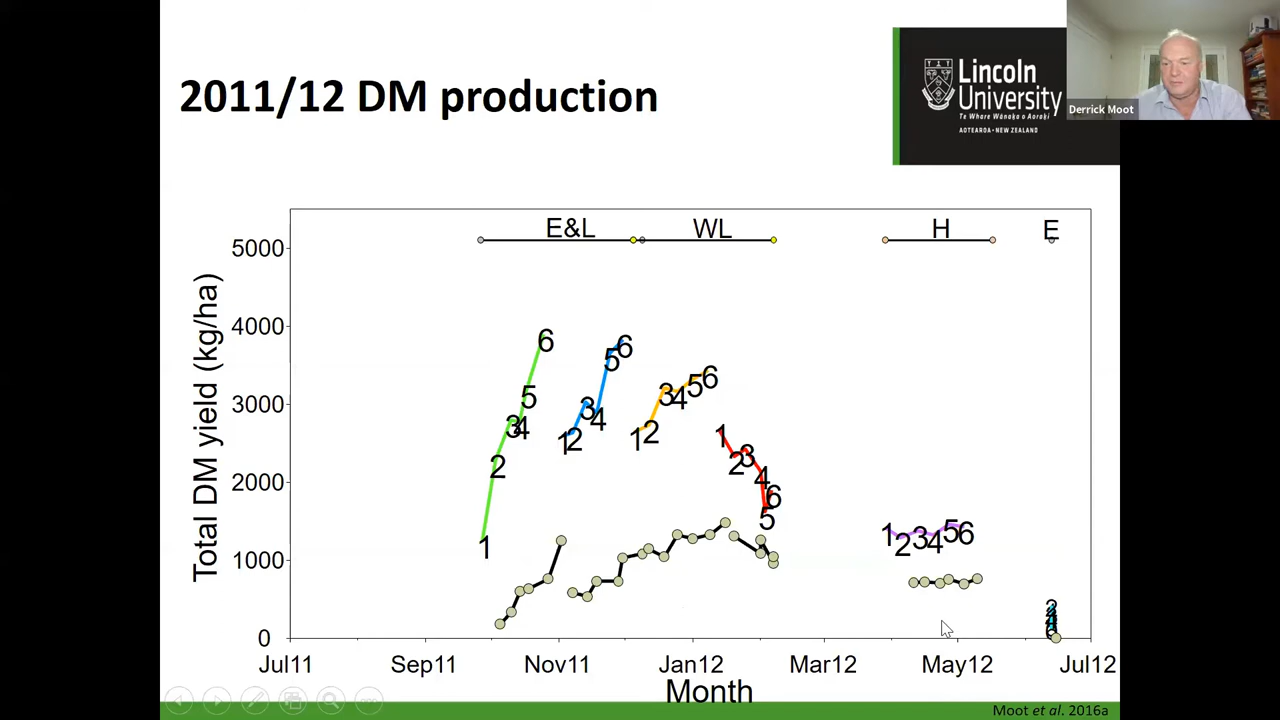 2011/12 DM production
Lincoln
University
Te Whare Wānaka o Aoraki
AOTEAROA • NEW ZEALAND
Derrick Moot
E&L
WL
H
E
5000
4000
3000
2000
1000
0
Total DM yield (kg/ha)
1 2 3 4 5 6
1 2 3 4 5 6
1 2 3 4 5 6
1 2 3 4 5 6
1 2 3 4 5 6
Jul11 Sep11 Nov11 Jan12 Mar12 May12 Jul12
Month
Moot et al. 2016a